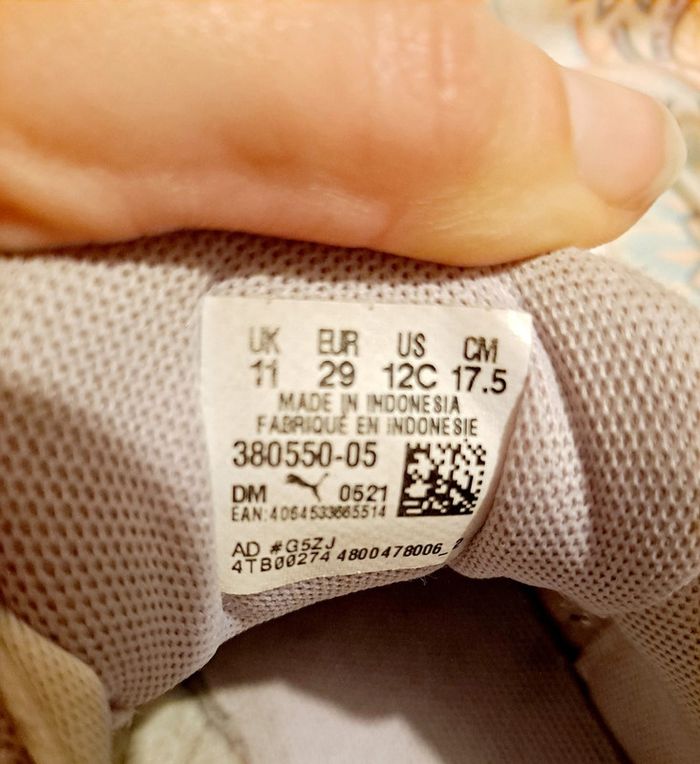 UK EUR US CM
11 29 12C 17.5
MADE IN INDONESIA
FABRIQUÉ EN INDONESIE
380550-05
DM 0521
EAN:4064533665514
AD #G5ZJ
4TB00274 4800478006_2